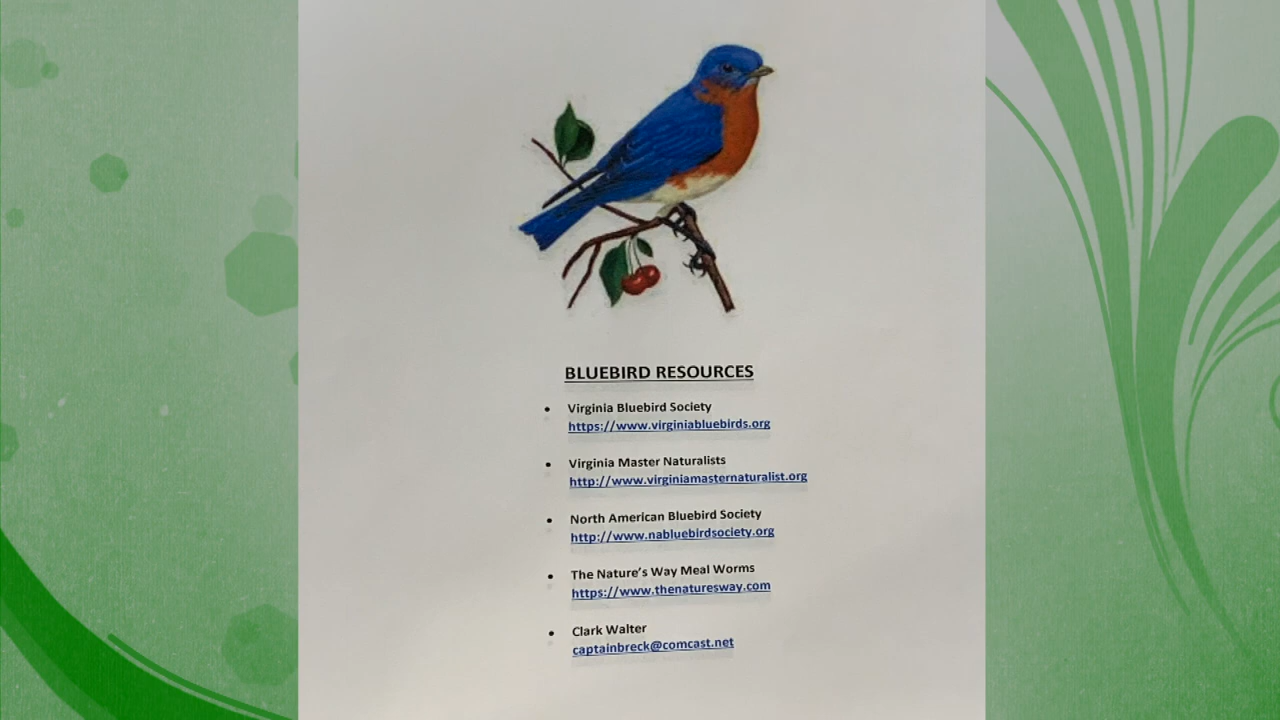 BLUEBIRD RESOURCES
• Virginia Bluebird Society
https://www.virginiabluebirds.org
• Virginia Master Naturalists
http://www.virginiamasternaturalist.org
• North American Bluebird Society
http://www.nabluebirdsociety.org
• The Nature's Way Meal Worms
https://www.thenaturesway.com
• Clark Walter
captainbreck@comcast.net